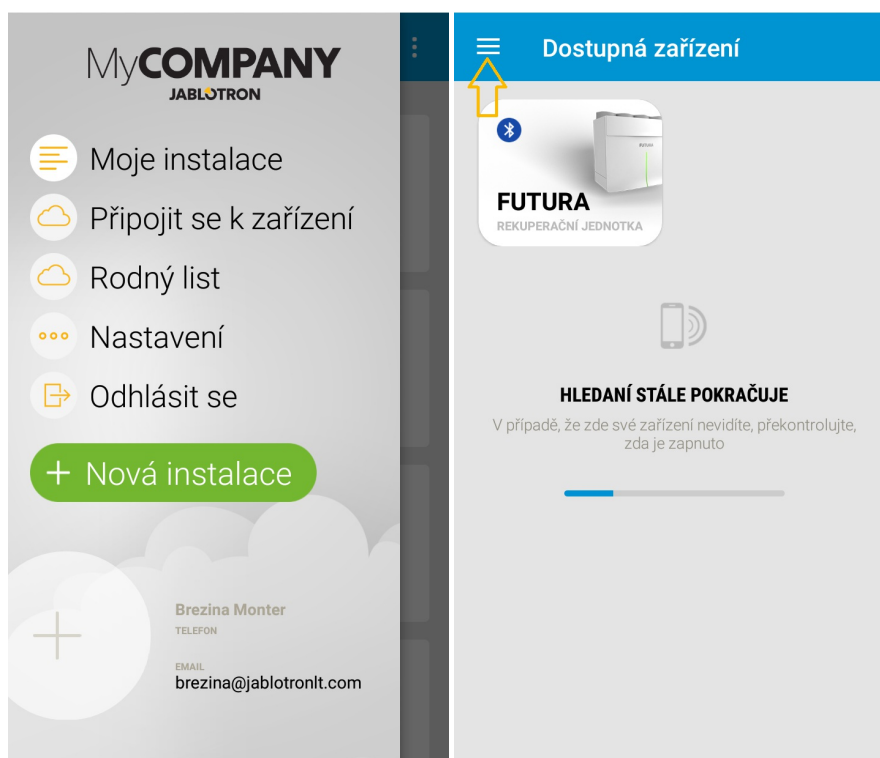 MyCOMPANY
JABLOTRON
Moje instalace
Připojit se k zařízení
Rodný list
Nastavení
Odhlásit se
+ Nová instalace
Brezina Monter
TELEFON
EMAIL
brezina@jablotronlt.com
Dostupná zařízení
FUTURA
FUTURA
REKUPERAČNÍ JEDNOTKA
HLEDANÍ STÁLE POKRAČUJE
V případě, že zde své zařízení nevidíte, překontrolujte,
zda je zapnuto